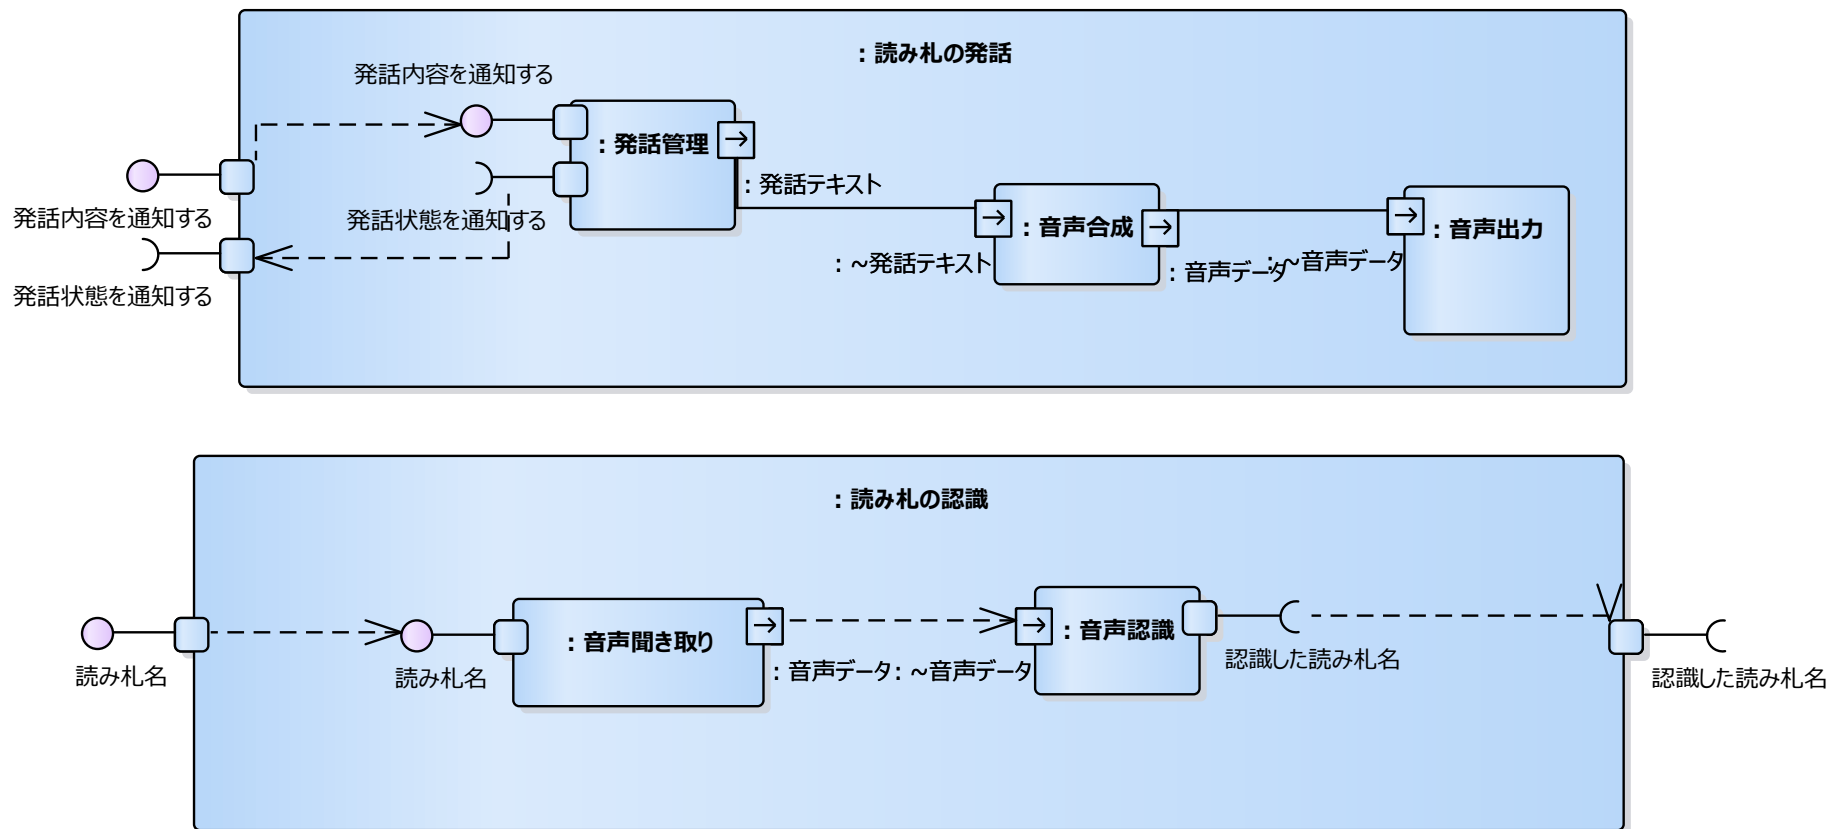 : 読み札の発話
発話内容を通知する
: 発話管理
: 発話テキスト
発話内容を通知する
発話状態を通知する
: 音声合成
: 音声出力
: ~発話テキスト
: 音声データ
: ~音声データ
発話状態を通知する
: 読み札の認識
: 音声聞き取り
: 音声認識
読み札名
読み札名
: 音声データ
: ~音声データ
認識した読み札名
認識した読み札名